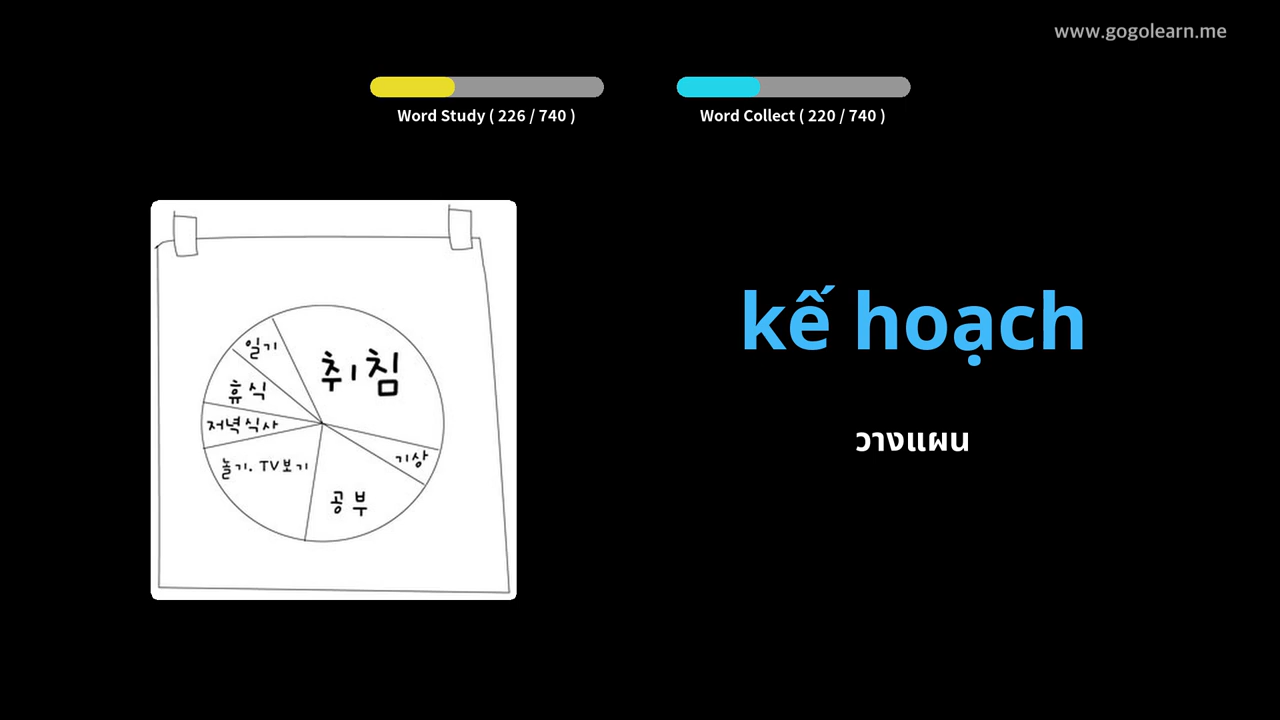 www.gogolearn.me
Word Study ( 226 / 740 )
Word Collect ( 220 / 740 )
일기
취침
휴식
저녁식사
놀기. TV보기
기상
공부
kế hoạch
วางแผน